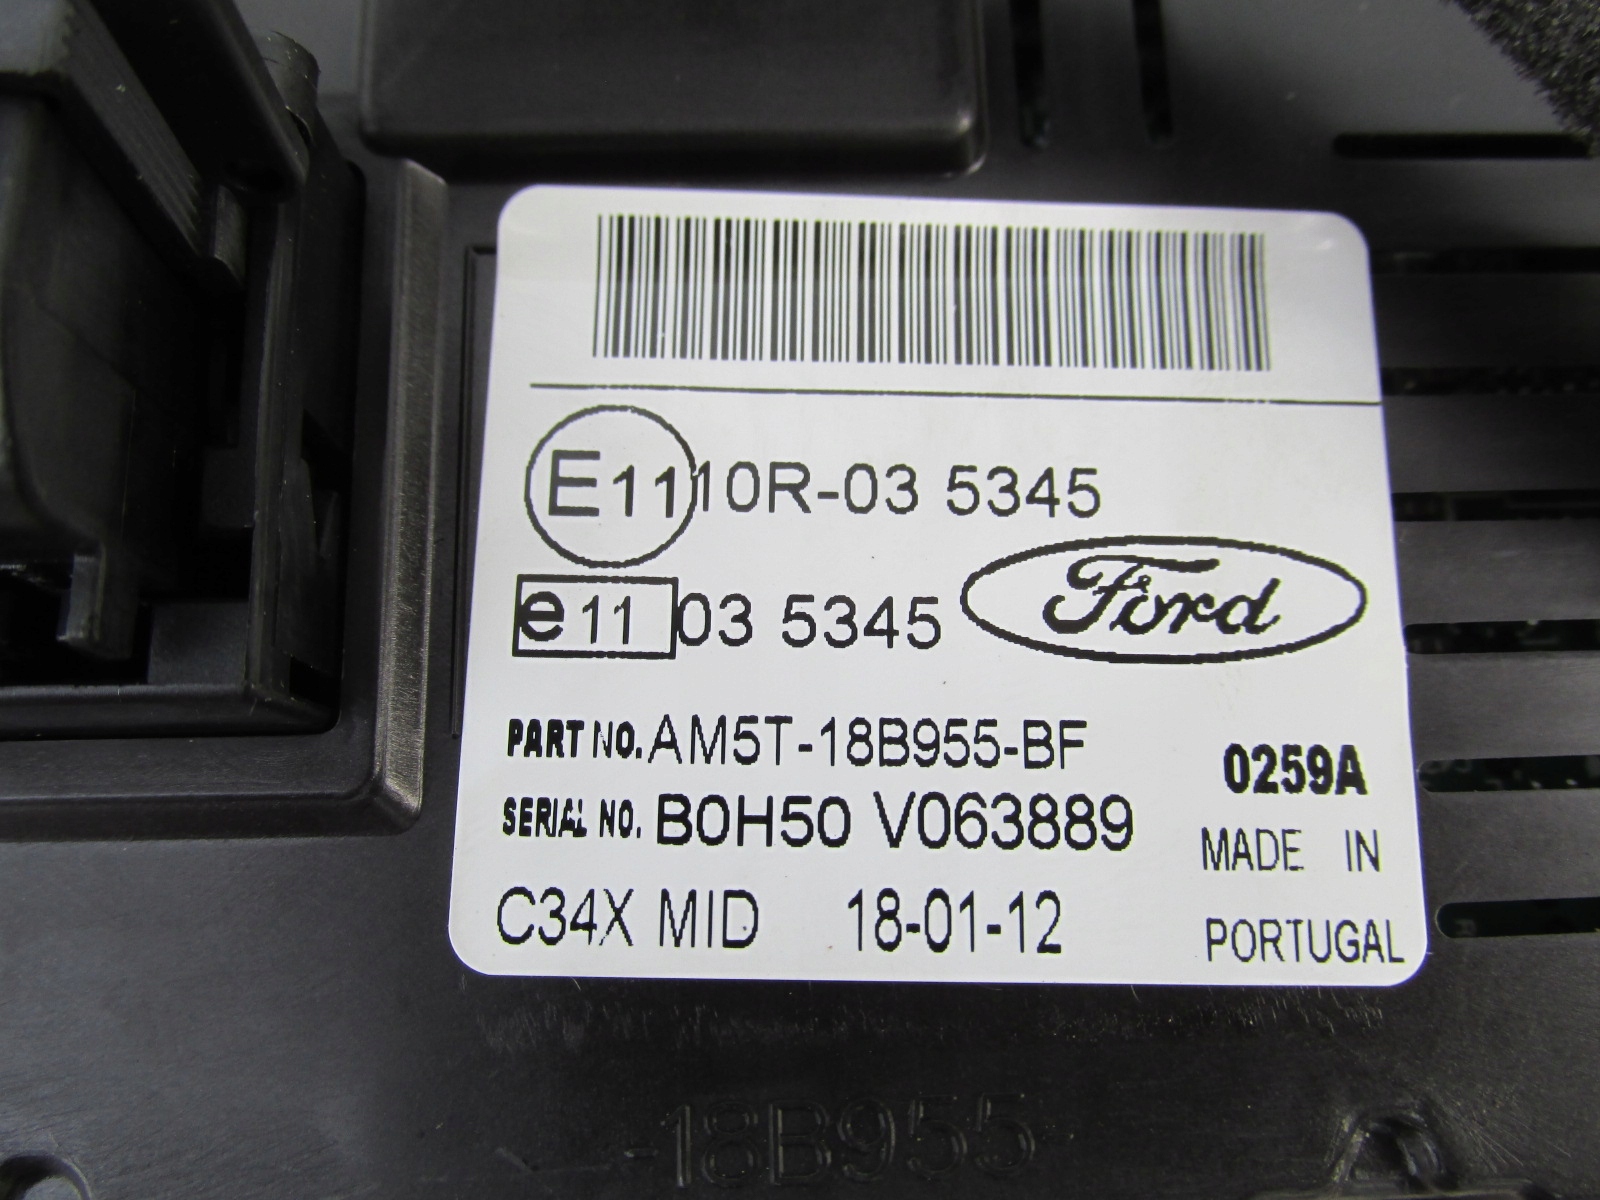 E11 10R-03 5345
e11 03 5345
Ford
PART NO. AM5T-18B955-BF
0259A
SERIAL NO. B0H50 V063889
MADE IN
C34X MID 18-01-12
PORTUGAL
-18B955-